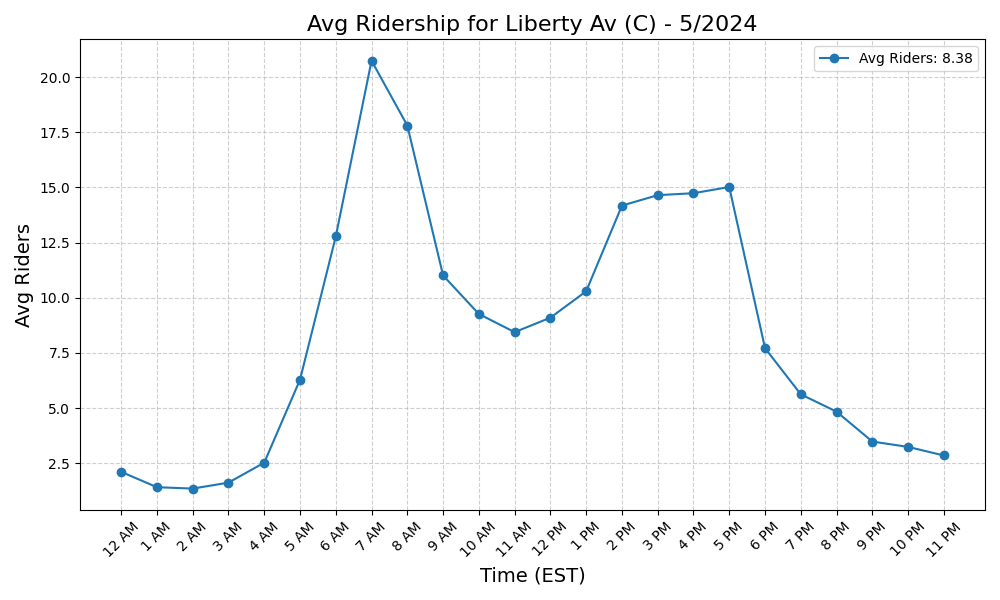 Avg Ridership for Liberty Av (C) - 5/2024
Avg Riders: 8.38
Avg Riders
20.0
17.5
15.0
12.5
10.0
7.5
5.0
2.5
12 AM
1 AM
2 AM
3 AM
4 AM
5 AM
6 AM
7 AM
8 AM
9 AM
10 AM
11 AM
12 PM
1 PM
2 PM
3 PM
4 PM
5 PM
6 PM
7 PM
8 PM
9 PM
10 PM
11 PM
Time (EST)